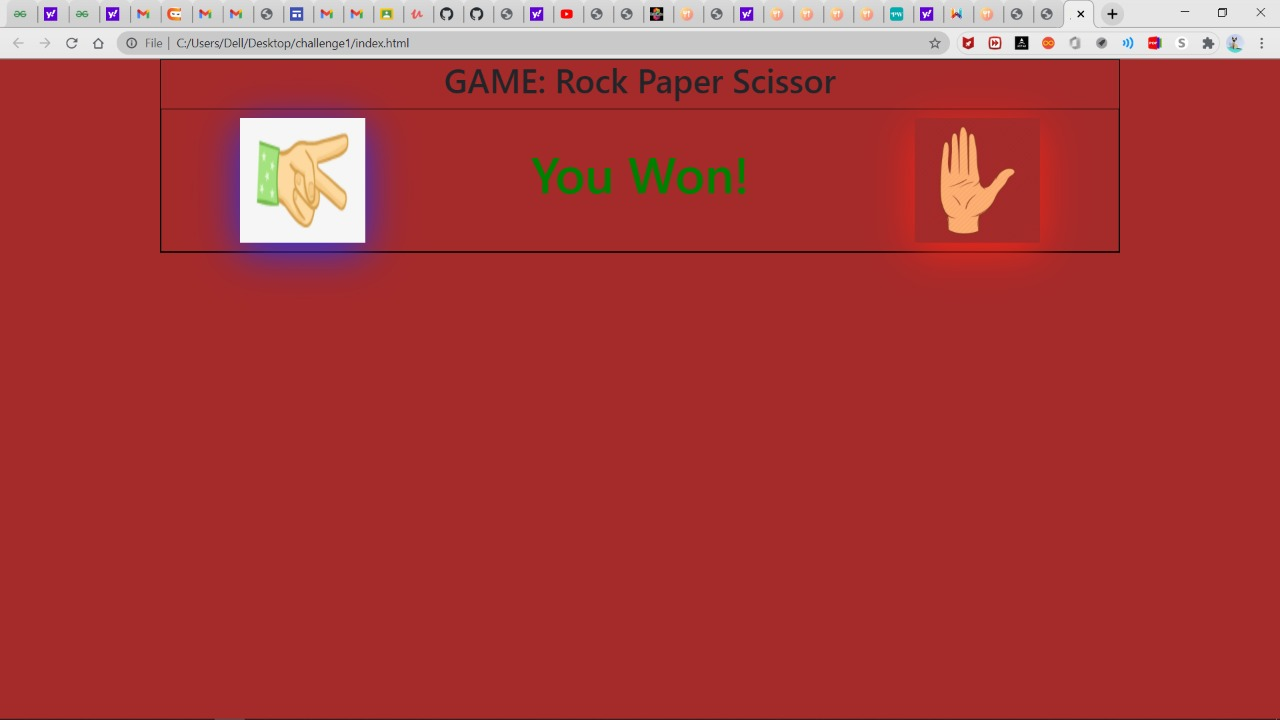 File | C:/Users/Dell/Desktop/challenge1/index.html
GAME: Rock Paper Scissor
You Won!